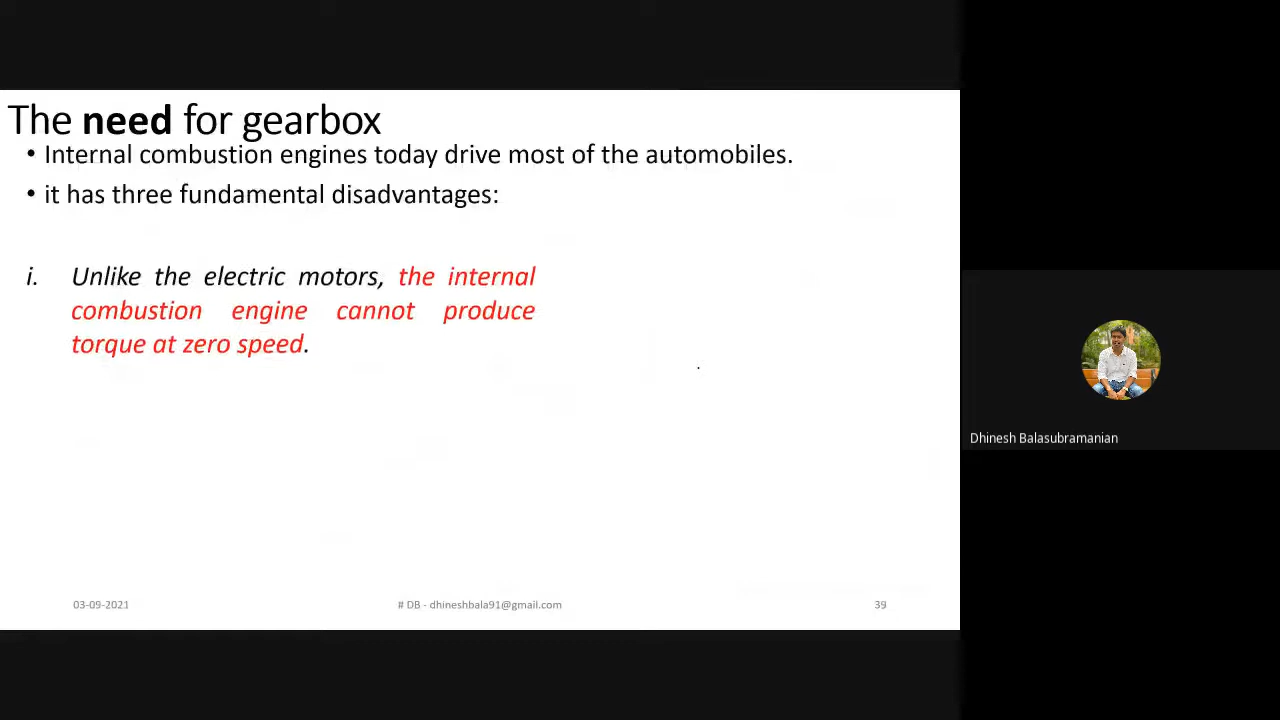 The need for gearbox
• Internal combustion engines today drive most of the automobiles.
• it has three fundamental disadvantages:
i. Unlike the electric motors, the internal
combustion engine cannot produce
torque at zero speed.
Dhinesh Balasubramanian
03-09-2021
# DB - dhineshbala91@gmail.com
39